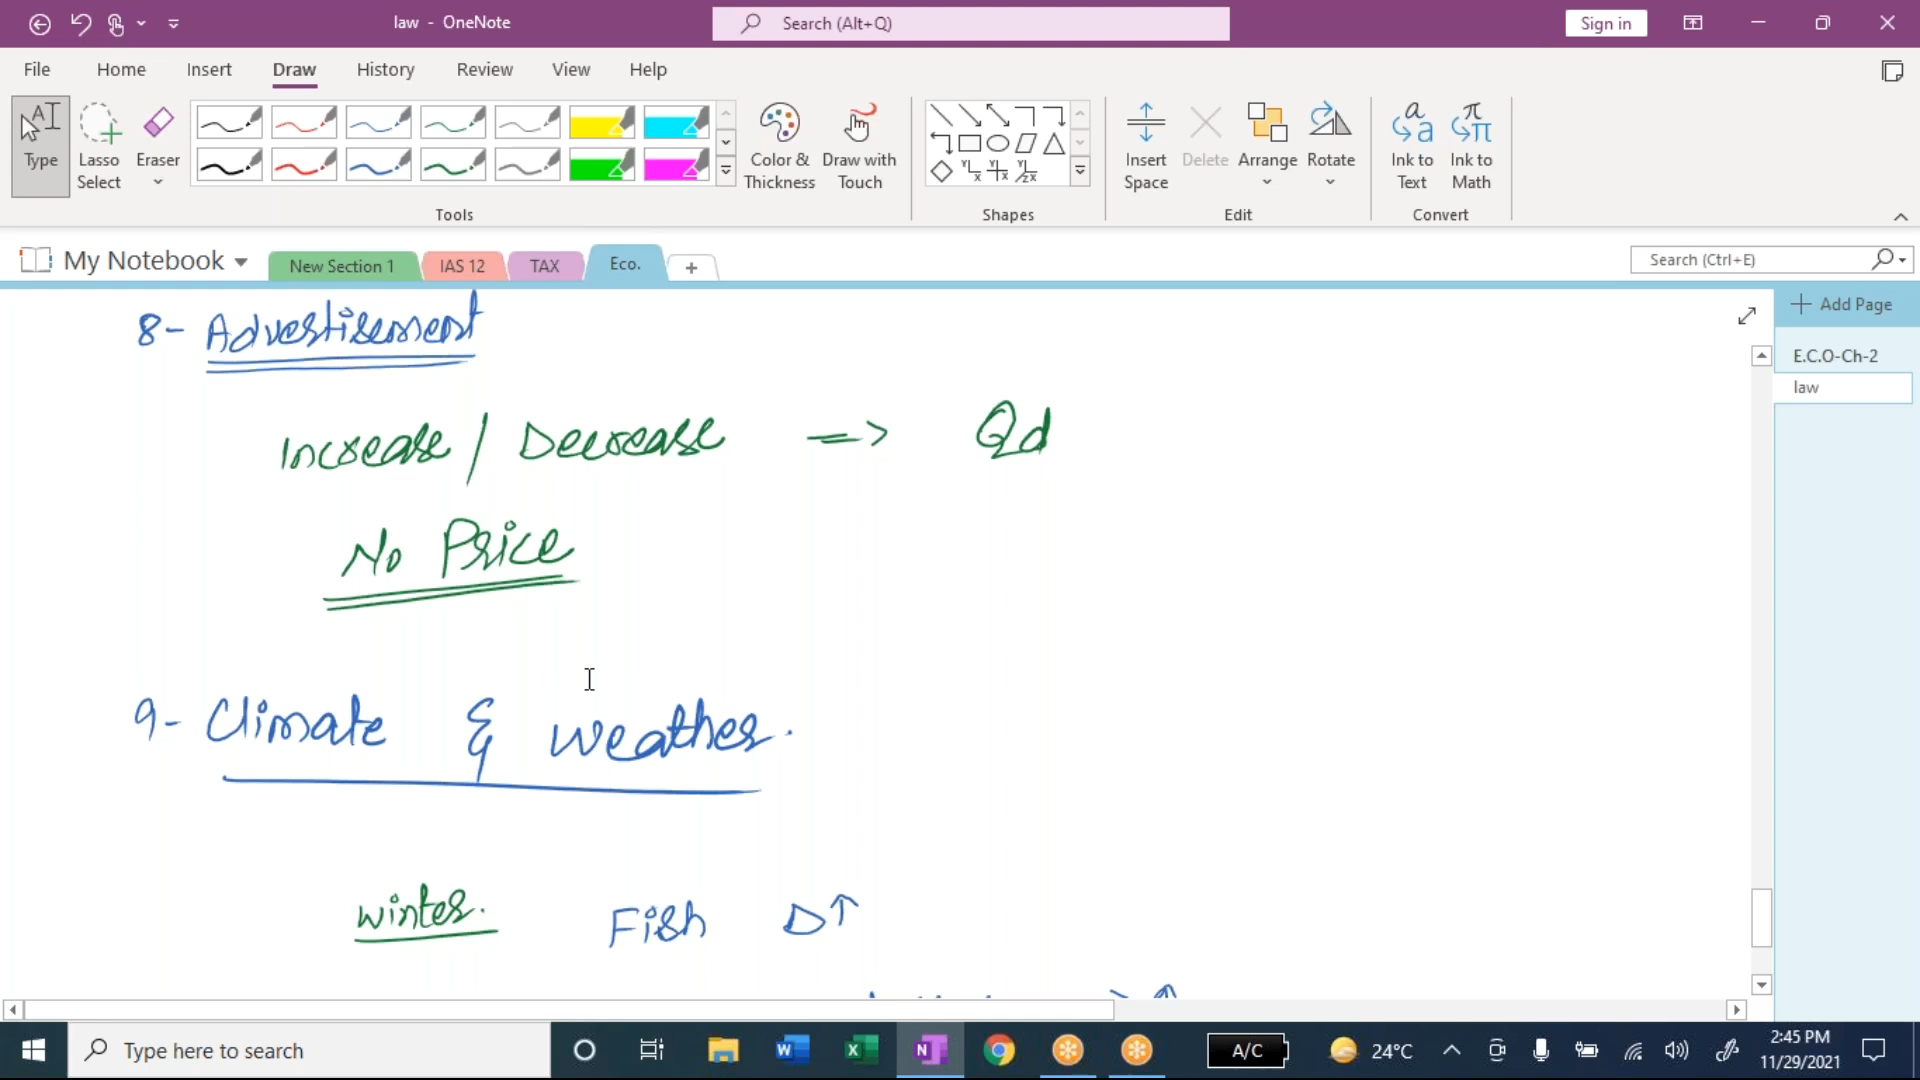 law - OneNote
Search (Alt+Q)
Sign in
File Home Insert Draw History Review View Help
Type
Lasso Select
Eraser
Color & Thickness
Draw with Touch
Insert Space
Delete
Arrange
Rotate
Ink to Text
Ink to Math
Tools
Shapes
Edit
Convert
My Notebook
New Section 1
IAS 12
TAX
Eco.
Search (Ctrl+E)
Add Page
E.C.O-Ch-2
law
8- Advertisement
Increase / Decrease => Qd
No Price
9- Climate & Weather.
Winter. Fish D↑
Type here to search
A/C
24°C
2:45 PM
11/29/2021